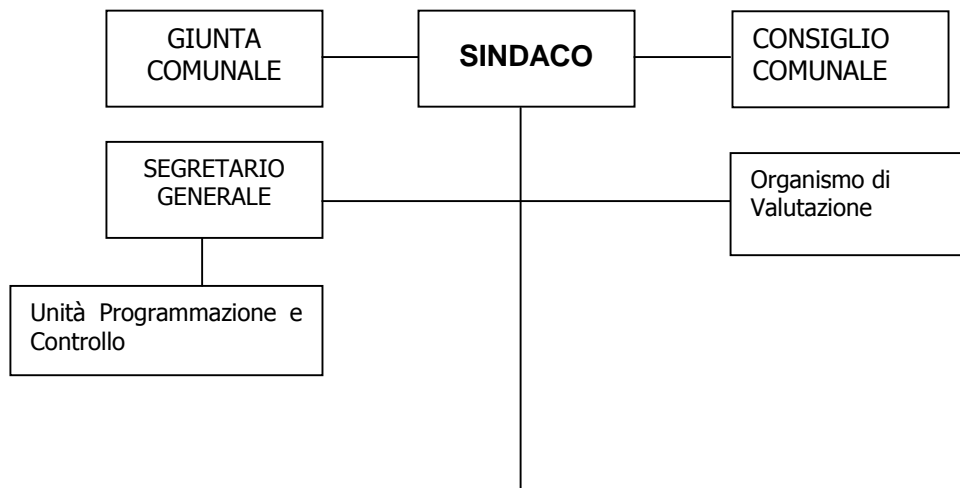 GIUNTA
COMUNALE
SINDACO
CONSIGLIO
COMUNALE
SEGRETARIO
GENERALE
Organismo di
Valutazione
Unità Programmazione e
Controllo